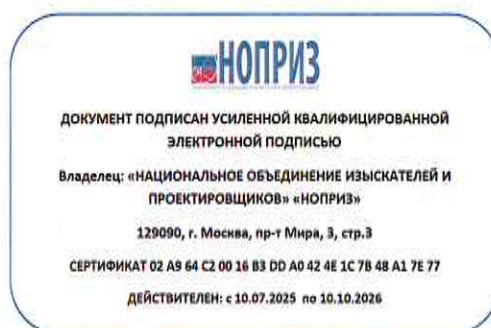 НОПРИЗ
ДОКУМЕНТ ПОДПИСАН УСИЛЕННОЙ КВАЛИФИЦИРОВАННОЙ
ЭЛЕКТРОННОЙ ПОДПИСЬЮ
Владелец: «НАЦИОНАЛЬНОЕ ОБЪЕДИНЕНИЕ ИЗЫСКАТЕЛЕЙ И
ПРОЕКТИРОВЩИКОВ» «НОПРИЗ»
129090, г. Москва, пр-т Мира, 3, стр.3
СЕРТИФИКАТ 02 A9 64 C2 00 16 B3 DD A0 42 4E 1C 7B 48 A1 7E 77
ДЕЙСТВИТЕЛЕН: с 10.07.2025 по 10.10.2026